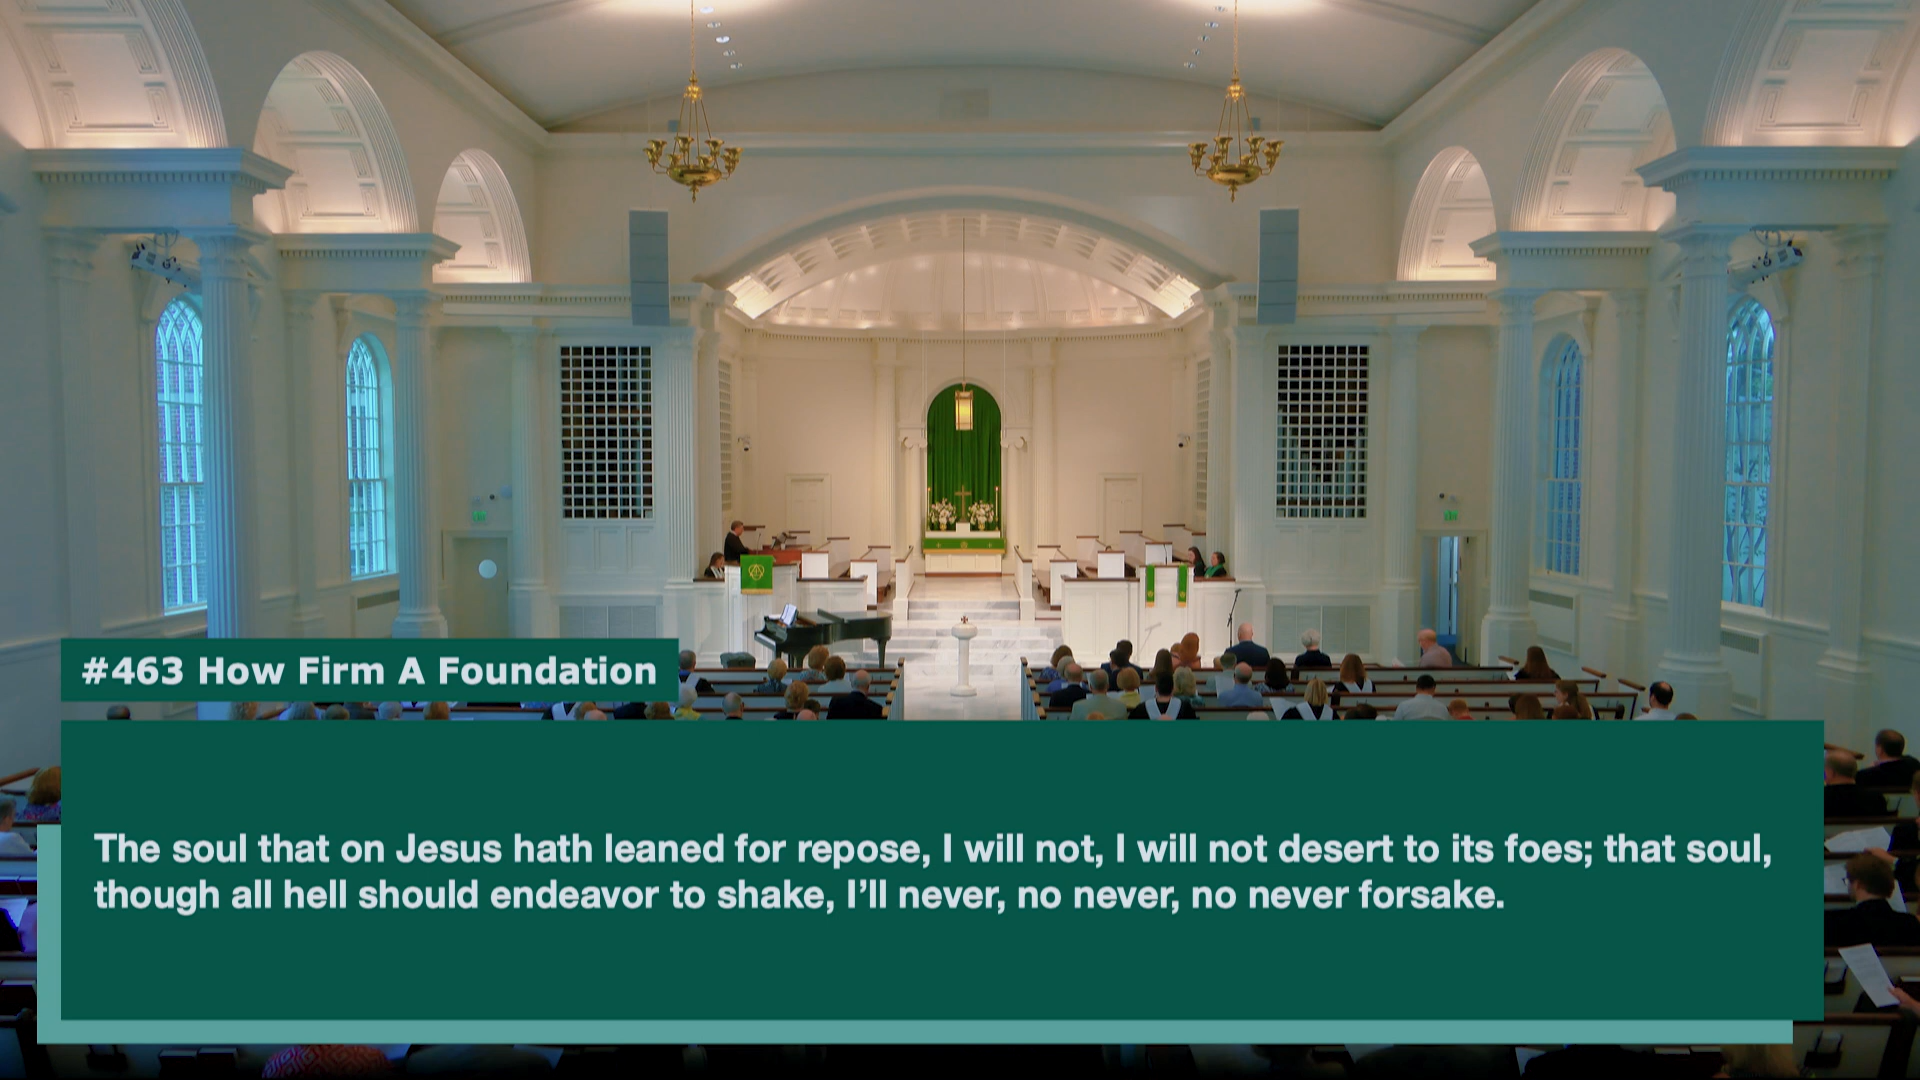 #463 How Firm A Foundation
The soul that on Jesus hath leaned for repose, I will not, I will not desert to its foes; that soul,
though all hell should endeavor to shake, I’ll never, no never, no never forsake.